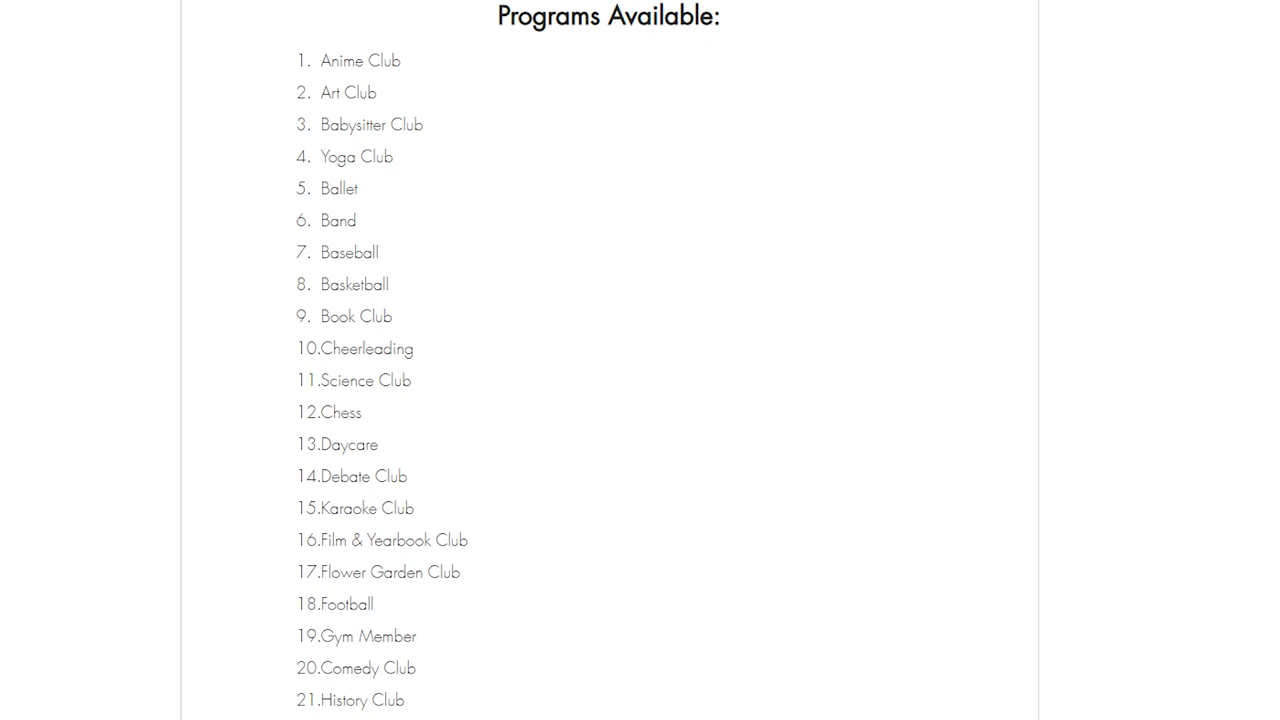 Programs Available:
1. Anime Club
2. Art Club
3. Babysitter Club
4. Yoga Club
5. Ballet
6. Band
7. Baseball
8. Basketball
9. Book Club
10.Cheerleading
11.Science Club
12.Chess
13.Daycare
14.Debate Club
15.Karaoke Club
16.Film & Yearbook Club
17.Flower Garden Club
18.Football
19.Gym Member
20.Comedy Club
21.History Club